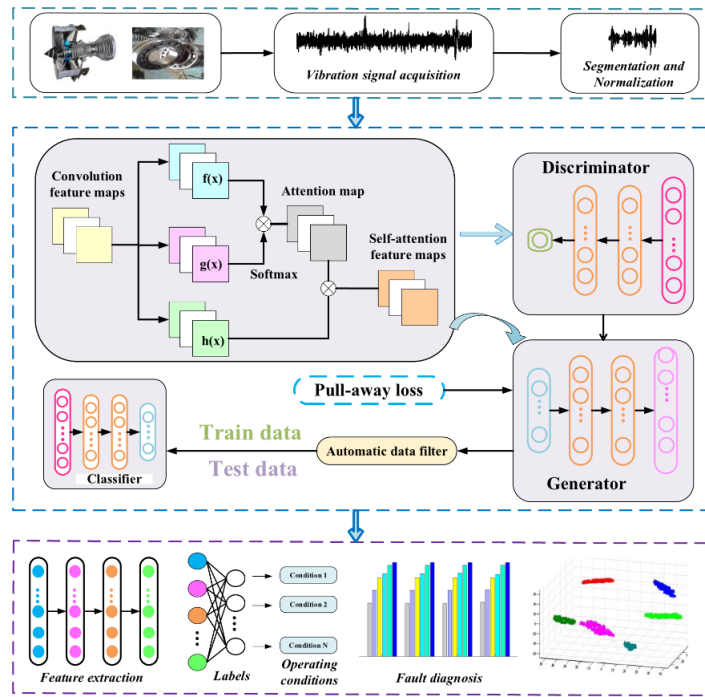 Vibration signal acquisition
Segmentation and
Normalization
Convolution
feature maps
f(x)
Attention map
g(x)
Softmax
Self-attention
feature maps
h(x)
Discriminator
Pull-away loss
Train data
Test data
Automatic data filter
Classifier
Generator
Feature extraction
Labels
Condition 1
Condition 2
Condition N
Operating
conditions
Fault diagnosis